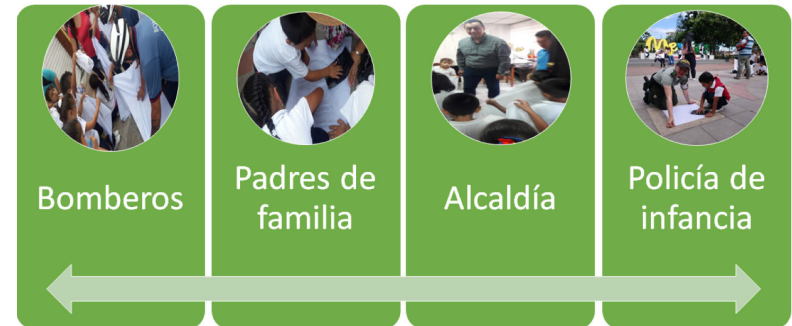 Bomberos
Padres de
familia
Alcaldía
Policía de
infancia